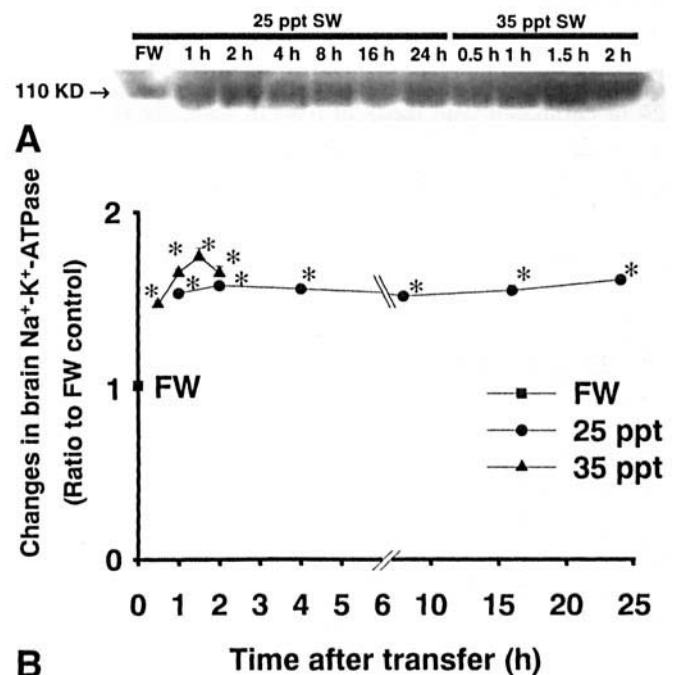 25 ppt SW 35 ppt SW
FW 1 h 2 h 4 h 8 h 16 h 24 h 0.5 h 1 h 1.5 h 2 h
110 KD →
A
Changes in brain Na⁺-K⁺-ATPase
(Ratio to FW control)
2
1
0
* * * * * * * * * *
FW
FW
25 ppt
35 ppt
0 1 2 3 4 5 6 10 15 20 25
Time after transfer (h)
B